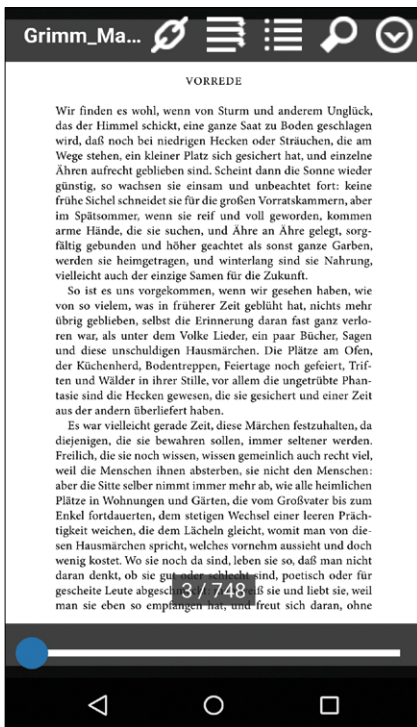 Grimm_Ma...
VORREDE
Wir finden es wohl, wenn von Sturm und anderem Unglück,
das der Himmel schickt, eine ganze Saat zu Boden geschlagen
wird, daß noch bei niedrigen Hecken oder Sträuchen, die am
Wege stehen, ein kleiner Platz sich gesichert hat, und einzelne
Ähren aufrecht geblieben sind. Scheint dann die Sonne wieder
günstig, so wachsen sie einsam und unbeachtet fort: keine
frühe Sichel schneidet sie für die großen Vorratskammern, aber
im Spätsommer, wenn sie reif und voll geworden, kommen
arme Hände, die sie suchen, und Ähre an Ähre gelegt, sorg-
fältig gebunden und höher geachtet als sonst ganze Garben,
werden sie heimgetragen, und winterlang sind sie Nahrung,
vielleicht auch der einzige Samen für die Zukunft.
So ist es uns vorgekommen, wenn wir gesehen haben, wie
von so vielem, was in früherer Zeit geblüht hat, nichts mehr
übrig geblieben, selbst die Erinnerung daran fast ganz verlo-
ren war, als unter dem Volke Lieder, ein paar Bücher, Sagen
und diese unschuldigen Hausmärchen. Die Plätze am Ofen,
der Küchenherd, Bodentreppen, Feiertage noch gefeiert, Trif-
ten und Wälder in ihrer Stille, vor allem die ungetrübte Phan-
tasie sind die Hecken gewesen, die sie gesichert und einer Zeit
aus der andern überliefert haben.
Es war vielleicht gerade Zeit, diese Märchen festzuhalten, da
diejenigen, die sie bewahren sollen, immer seltener werden.
Freilich, die sie noch wissen, wissen gemeinlich auch recht viel,
weil die Menschen ihnen absterben, sie nicht den Menschen:
aber die Sitte selber nimmt immer mehr ab, wie alle heimlichen
Plätze in Wohnungen und Gärten, die vom Großvater bis zum
Enkel fortdauerten, dem stetigen Wechsel einer leeren Präch-
tigkeit weichen, die dem Lächeln gleicht, womit man von die-
sen Hausmärchen spricht, welches vornehm aussieht und doch
wenig kostet. Wo sie noch da sind, leben sie so, daß man nicht
daran denkt, ob sie gut oder schlecht sind, poetisch oder für
gescheite Leute weiß sie und liebt sie, weil
man sie eben so empfangen hat, und freut sich daran, ohne
3 / 748